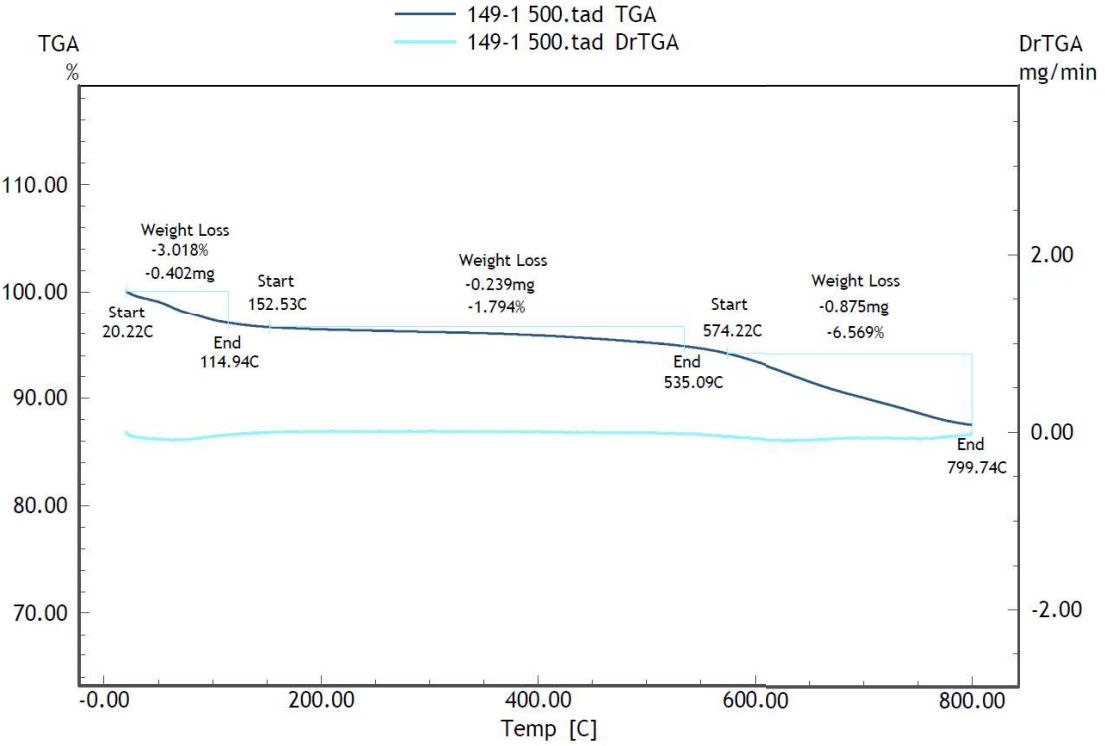 149-1 500.tad TGA
149-1 500.tad DrTGA
TGA
%
DrTGA
mg/min
110.00
100.00
90.00
80.00
70.00
2.00
0.00
-2.00
Weight Loss
-3.018%
-0.402mg
Start
20.22C
End
114.94C
Start
152.53C
Weight Loss
-0.239mg
-1.794%
End
535.09C
Start
574.22C
Weight Loss
-0.875mg
-6.569%
End
799.74C
-0.00
200.00
400.00
600.00
800.00
Temp [C]